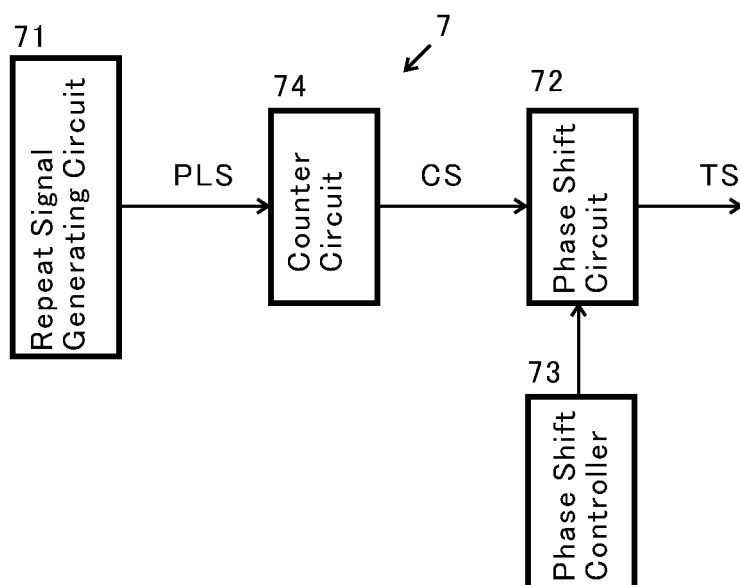 71
Repeat Signal
Generating Circuit
PLS
74
Counter
Circuit
7
CS
72
Phase Shift
Circuit
TS
73
Phase Shift
Controller